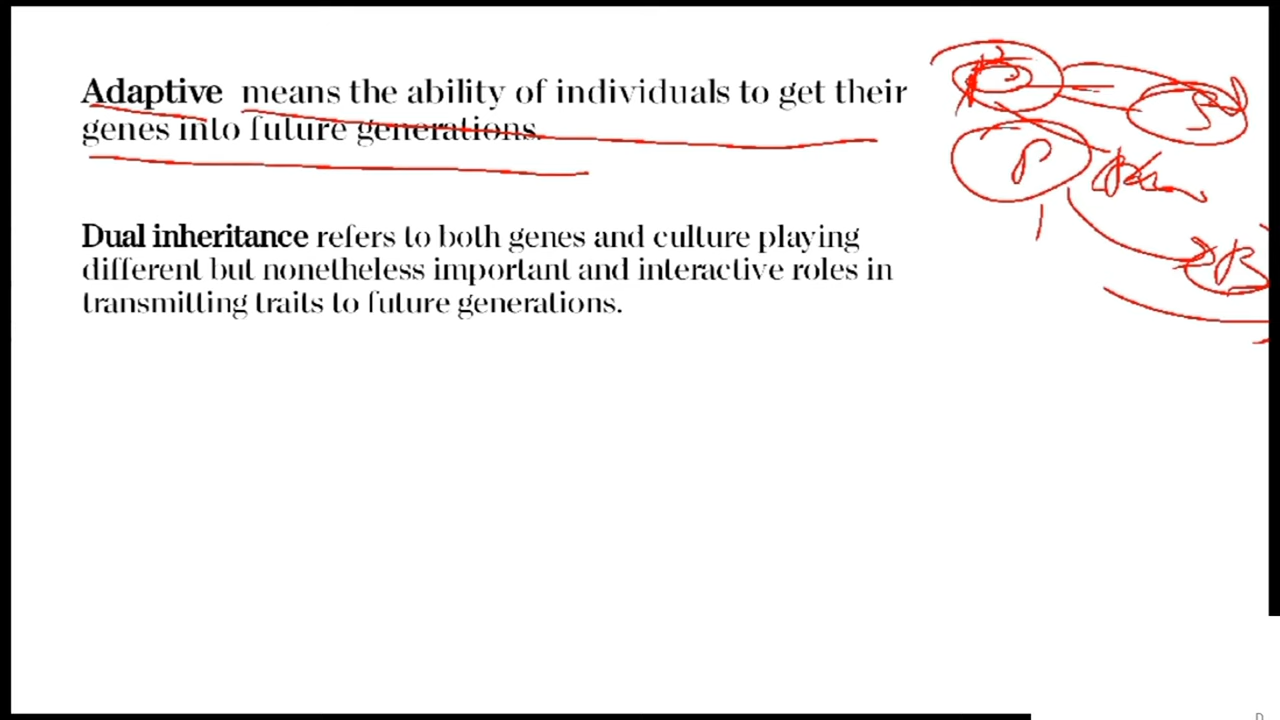 Adaptive means the ability of individuals to get their
genes into future generations.
Dual inheritance refers to both genes and culture playing
different but nonetheless important and interactive roles in
transmitting traits to future generations.
P